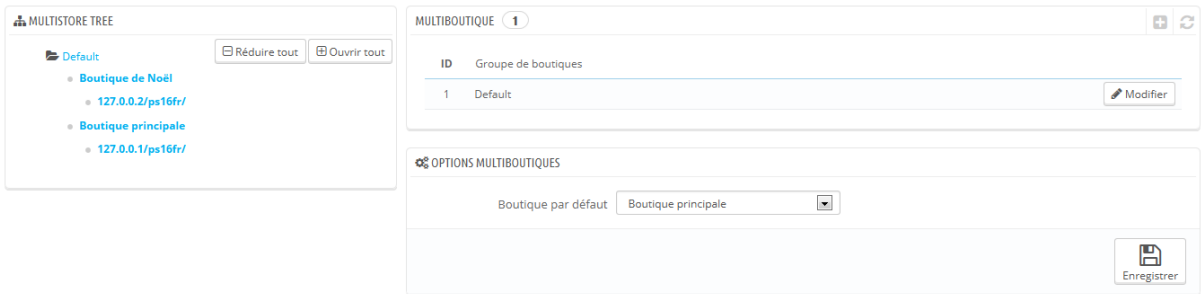 MULTISTORE TREE
Réduire tout
Ouvrir tout
Default
Boutique de Noël
127.0.0.2/ps16fr/
Boutique principale
127.0.0.1/ps16fr/
MULTIBOUTIQUE 1
ID Groupe de boutiques
1 Default Modifier
OPTIONS MULTIBOUTIQUES
Boutique par défaut Boutique principale
Enregistrer